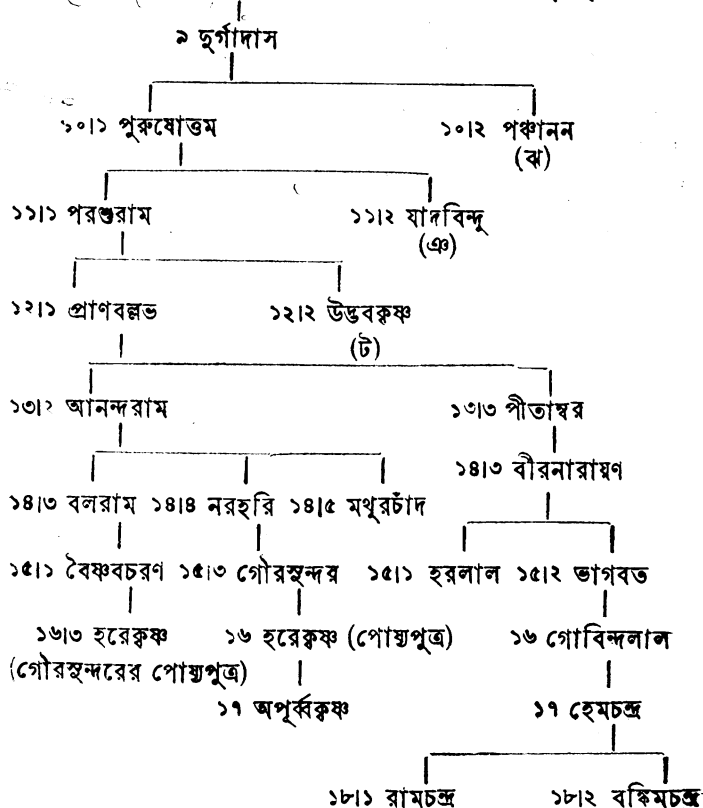 ৯ দুর্গাদাস
১০।১ পুরুষোত্তম ১০।২ পঞ্চানন
(ঝ)
১১।১ পরশুরাম ১১।২ যাদবিন্দু
(ঞ)
১২।১ প্রাণবল্লভ ১২।২ উদ্ভবকৃষ্ণ
(ট)
১৩।২ আনন্দরাম ১৩।৩ পীতাম্বর
১৪।৩ বীরনারায়ণ
১৪।৩ বলরাম ১৪।৪ নরহরি ১৪।৫ মথুরচাঁদ
১৫।১ বৈষ্ণবচরণ ১৫।৩ গৌরসুন্দর ১৫।১ হরলাল ১৫।২ ভাগবত
১৬।৩ হরেকৃষ্ণ ১৬ হরেকৃষ্ণ (পোষ্যপুত্র) ১৬ গোবিন্দলাল
(গৌরসুন্দরের পোষ্যপুত্র)
১৭ অপূর্ব্বকৃষ্ণ ১৭ হেমচন্দ্র
১৮।১ রামচন্দ্র ১৮।২ বঙ্কিমচন্দ্র